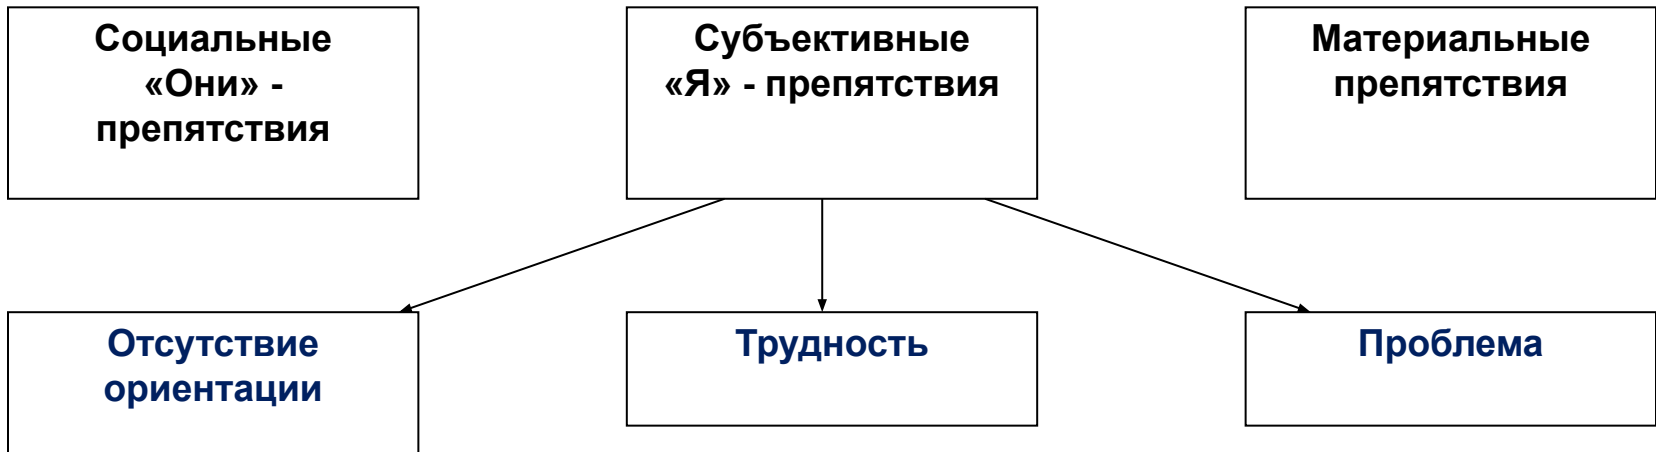 Социальные
«Они» -
препятствия
Субъективные
«Я» - препятствия
Материальные
препятствия
Отсутствие
ориентации
Трудность
Проблема